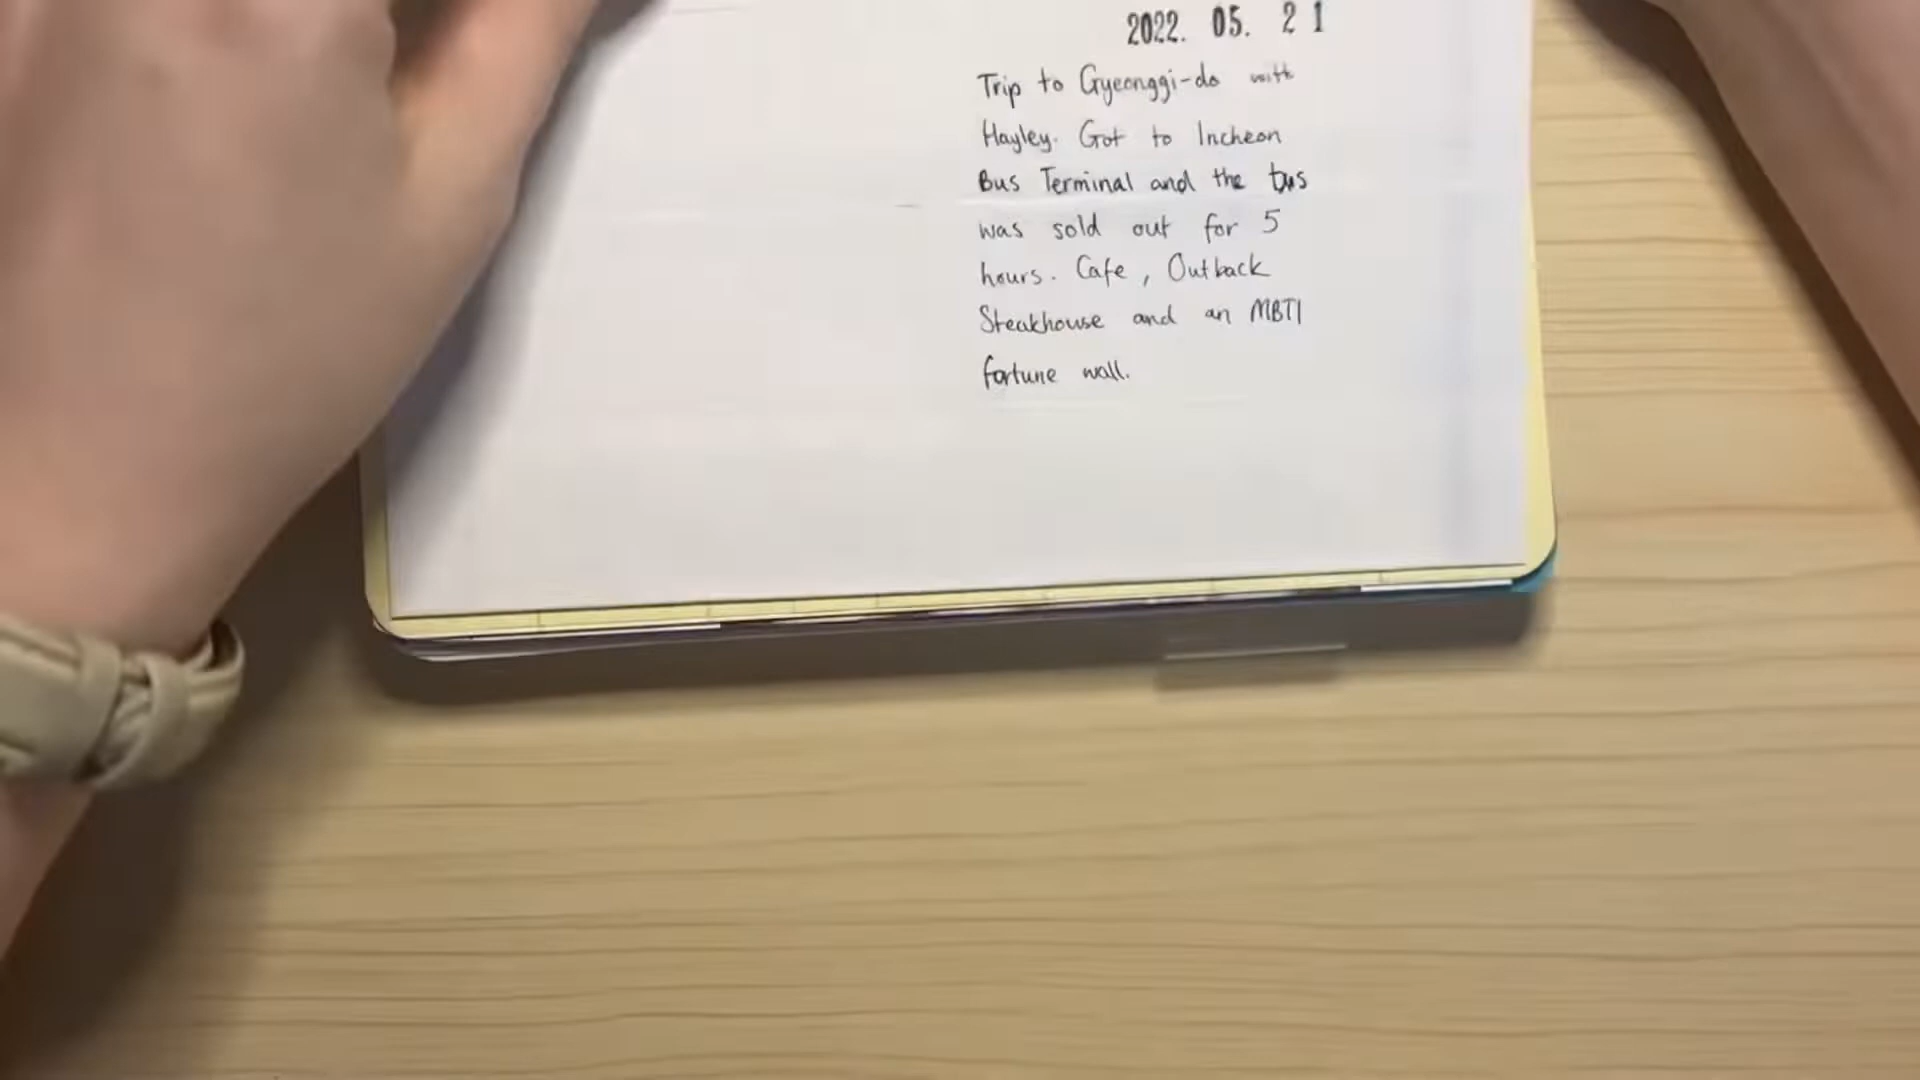 2022. 05. 21
Trip to Gyeonggi-do with
Hayley. Got to Incheon
Bus Terminal and the bus
was sold out for 5
hours. Cafe, Outback
Steakhouse and an MBTI
fortune wall.